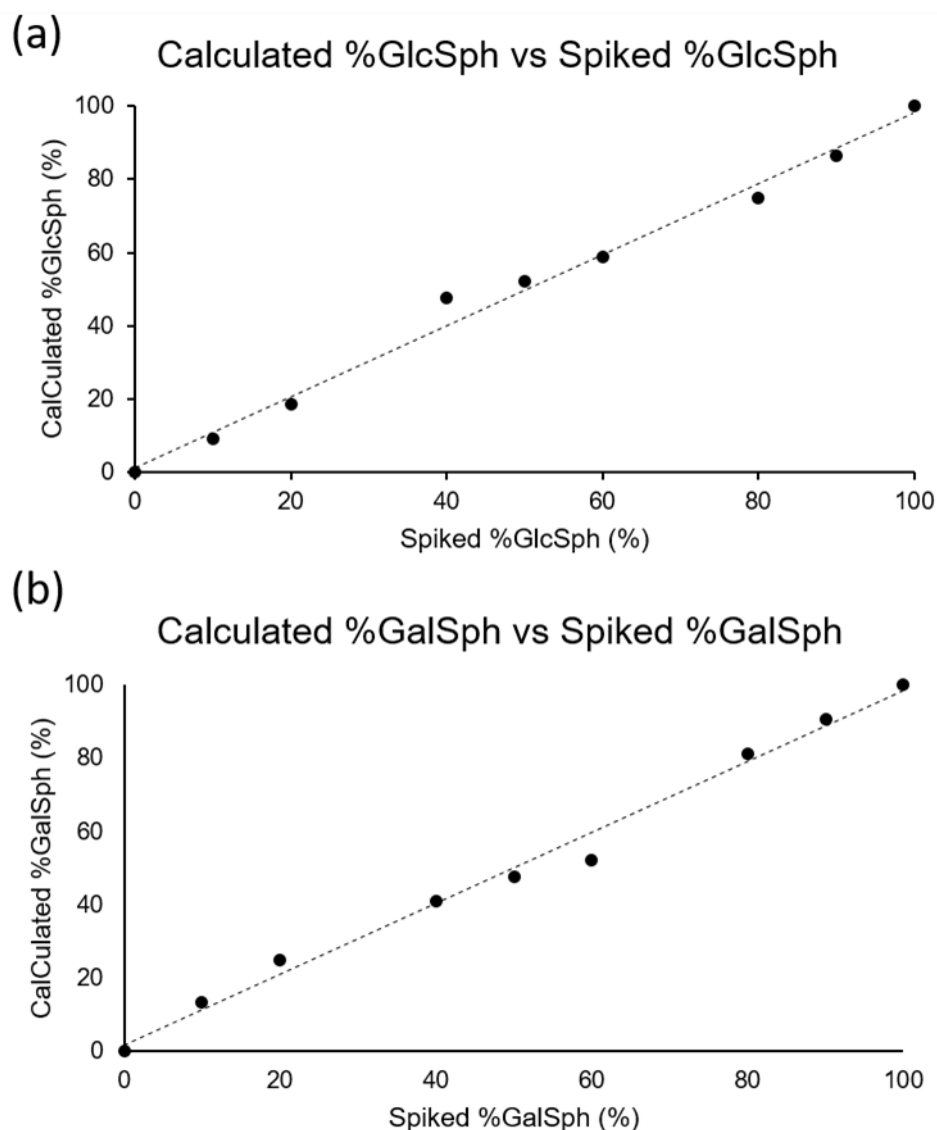 (a)
Calculated %GlcSph vs Spiked %GlcSph
CalCulated %GlcSph (%)
100
80
60
40
20
0
0 20 40 60 80 100
Spiked %GlcSph (%)
(b)
Calculated %GalSph vs Spiked %GalSph
CalCulated %GalSph (%)
100
80
60
40
20
0
0 20 40 60 80 100
Spiked %GalSph (%)